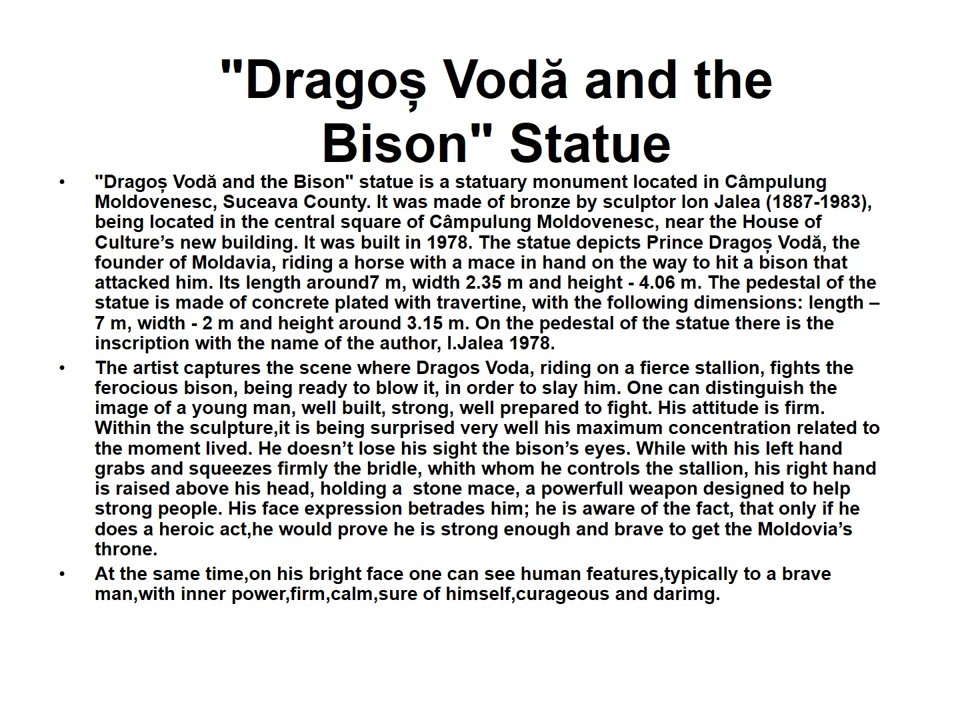 "Dragoș Vodă and the
Bison" Statue
• "Dragoș Vodă and the Bison" statue is a statuary monument located in Câmpulung
Moldovenesc, Suceava County. It was made of bronze by sculptor Ion Jalea (1887-1983),
being located in the central square of Câmpulung Moldovenesc, near the House of
Culture’s new building. It was built in 1978. The statue depicts Prince Dragoș Vodă, the
founder of Moldavia, riding a horse with a mace in hand on the way to hit a bison that
attacked him. Its length around7 m, width 2.35 m and height - 4.06 m. The pedestal of the
statue is made of concrete plated with travertine, with the following dimensions: length –
7 m, width - 2 m and height around 3.15 m. On the pedestal of the statue there is the
inscription with the name of the author, I.Jalea 1978.
• The artist captures the scene where Dragos Voda, riding on a fierce stallion, fights the
ferocious bison, being ready to blow it, in order to slay him. One can distinguish the
image of a young man, well built, strong, well prepared to fight. His attitude is firm.
Within the sculpture,it is being surprised very well his maximum concentration related to
the moment lived. He doesn’t lose his sight the bison’s eyes. While with his left hand
grabs and squeezes firmly the bridle, whith whom he controls the stallion, his right hand
is raised above his head, holding a  stone mace, a powerfull weapon designed to help
strong people. His face expression betrades him; he is aware of the fact, that only if he
does a heroic act,he would prove he is strong enough and brave to get the Moldovia’s
throne.
• At the same time,on his bright face one can see human features,typically to a brave
man,with inner power,firm,calm,sure of himself,curageous and darimg.